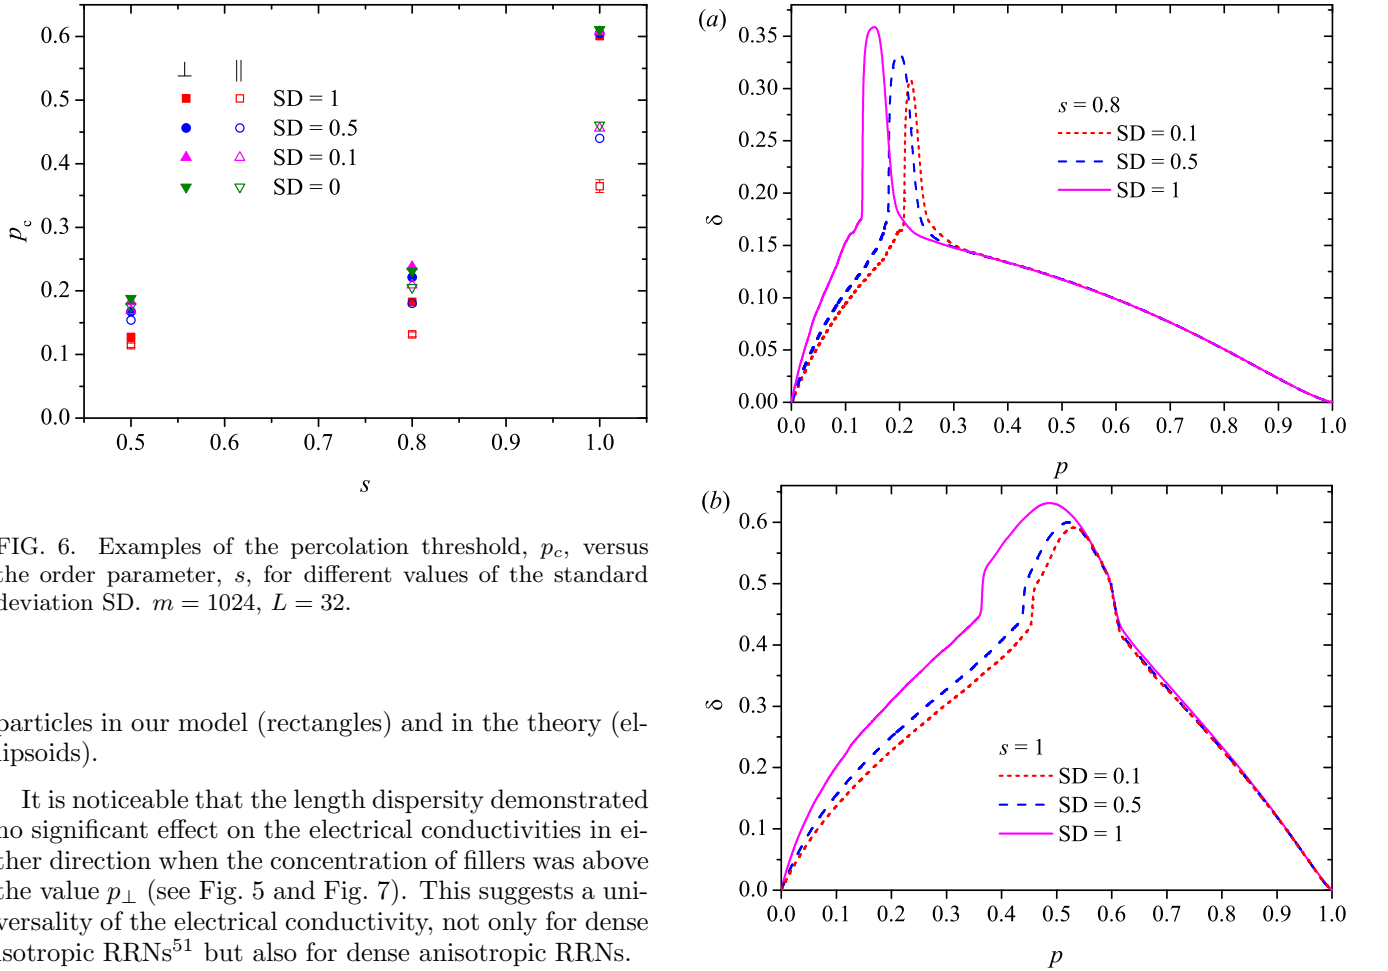 0.6
0.5
0.4
0.3
0.2
0.1
0.0
p_c
⊥ ||
SD = 1
SD = 0.5
SD = 0.1
SD = 0
0.5 0.6 0.7 0.8 0.9 1.0
s
FIG. 6. Examples of the percolation threshold, p_c, versus
the order parameter, s, for different values of the standard
deviation SD. m = 1024, L = 32.
particles in our model (rectangles) and in the theory (el-
lipsoids).
It is noticeable that the length dispersity demonstrated
no significant effect on the electrical conductivities in ei-
ther direction when the concentration of fillers was above
the value p⊥ (see Fig. 5 and Fig. 7). This suggests a uni-
versality of the electrical conductivity, not only for dense
isotropic RRNs51 but also for dense anisotropic RRNs.
(a)
0.35
0.30
0.25
0.20
0.15
0.10
0.05
0.00
δ
s = 0.8
SD = 0.1
SD = 0.5
SD = 1
0.0 0.1 0.2 0.3 0.4 0.5 0.6 0.7 0.8 0.9 1.0
p
(b)
0.6
0.5
0.4
0.3
0.2
0.1
0.0
δ
s = 1
SD = 0.1
SD = 0.5
SD = 1
0.0 0.1 0.2 0.3 0.4 0.5 0.6 0.7 0.8 0.9 1.0
p